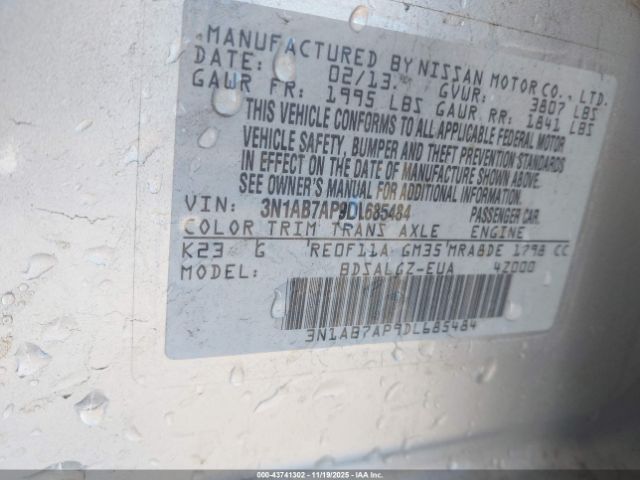 MANUFACTURED BY NISSAN MOTOR CO., LTD.
DATE: 02/13 GVWR: 3807 LBS
GAWR FR: 1995 LBS GAWR RR: 1841 LBS
THIS VEHICLE CONFORMS TO ALL APPLICABLE FEDERAL MOTOR
VEHICLE SAFETY, BUMPER AND THEFT PREVENTION STANDARDS
IN EFFECT ON THE DATE OF MANUFACTURE SHOWN ABOVE.
SEE OWNER'S MANUAL FOR ADDITIONAL INFORMATION.
VIN: 3N1AB7AP9DL685484 PASSENGER CAR.
COLOR TRIM TRANS AXLE ENGINE
K23 G RE0F11A GM35 MRA8DE 1798 CC
MODEL: BDSALGZ-EUA 42000
3N1AB7AP9DL685484
000-43741302 - 11/19/2025 - IAAI.COM